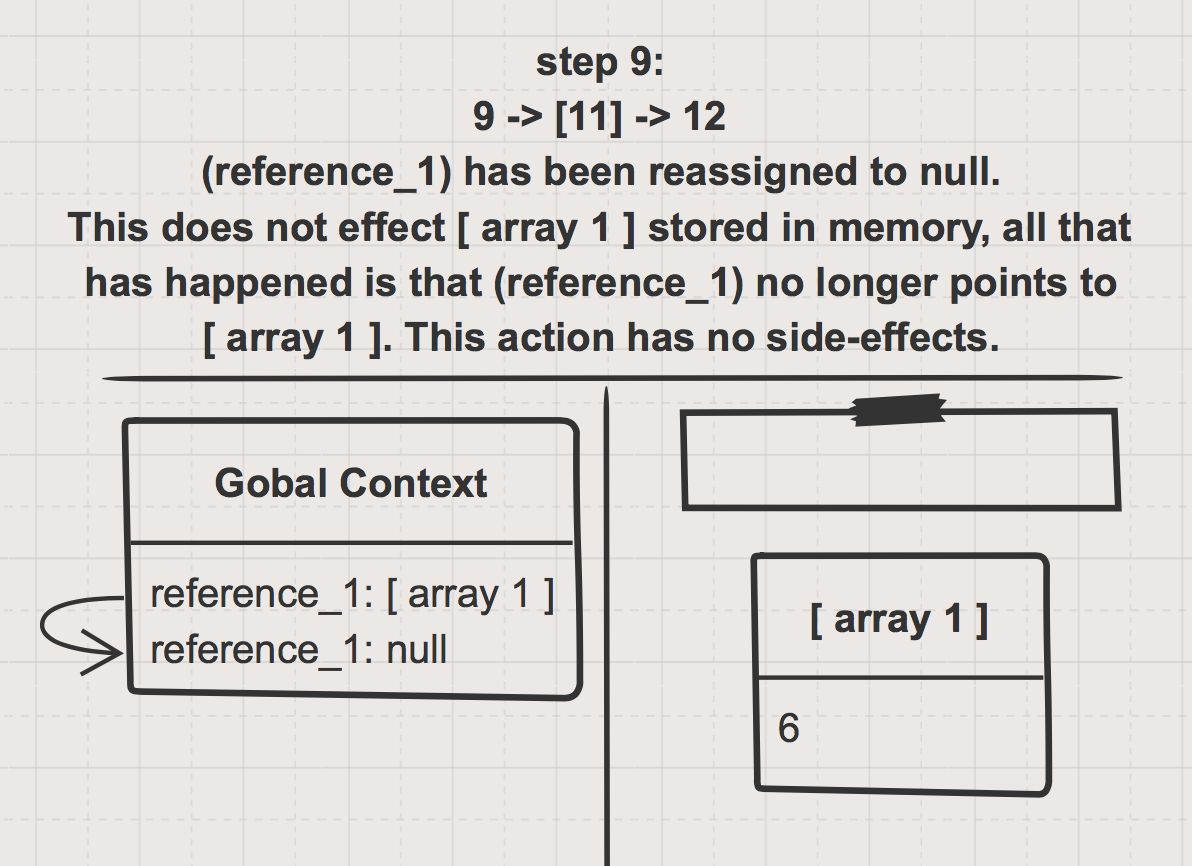 step 9:
9 -> [11] -> 12
(reference_1) has been reassigned to null.
This does not effect [ array 1 ] stored in memory, all that
has happened is that (reference_1) no longer points to
[ array 1 ]. This action has no side-effects.
Gobal Context
reference_1: [ array 1 ]
reference_1: null
[ array 1 ]
6